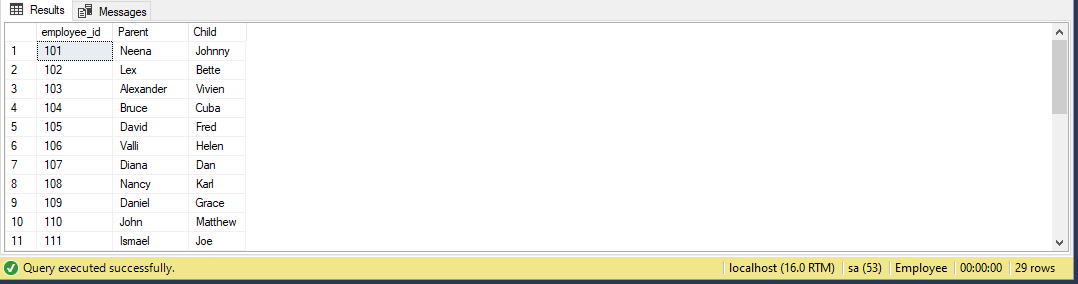 Results Messages
employee_id Parent Child
1 101 Neena Johnny
2 102 Lex Bette
3 103 Alexander Vivien
4 104 Bruce Cuba
5 105 David Fred
6 106 Valli Helen
7 107 Diana Dan
8 108 Nancy Karl
9 109 Daniel Grace
10 110 John Matthew
11 111 Ismael Joe
Query executed successfully. localhost (16.0 RTM) sa (53) Employee 00:00:00 29 rows